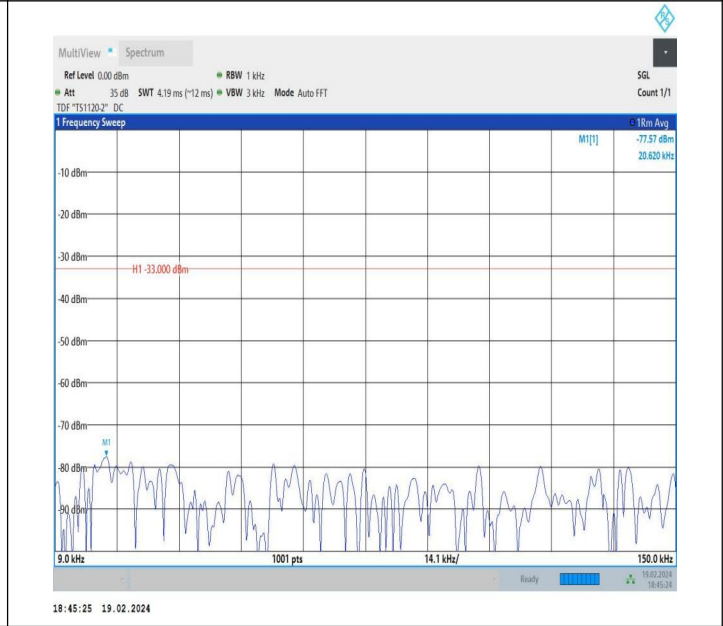 R S
MultiView Spectrum
Ref Level 0.00 dBm RBW 1 kHz SGL
Att 35 dB SWT 4.19 ms (~12 ms) VBW 3 kHz Mode Auto FFT Count 1/1
TDF "TS1120-2" DC
1 Frequency Sweep 1Rm Avg
M1[1] -77.57 dBm
20.620 kHz
-10 dBm
-20 dBm
-30 dBm
H1 -33.000 dBm
-40 dBm
-50 dBm
-60 dBm
-70 dBm
M1
-80 dBm
-90 dBm
9.0 kHz 1001 pts 14.1 kHz/ 150.0 kHz
Ready 19.02.2024
18:45:24
18:45:25 19.02.2024